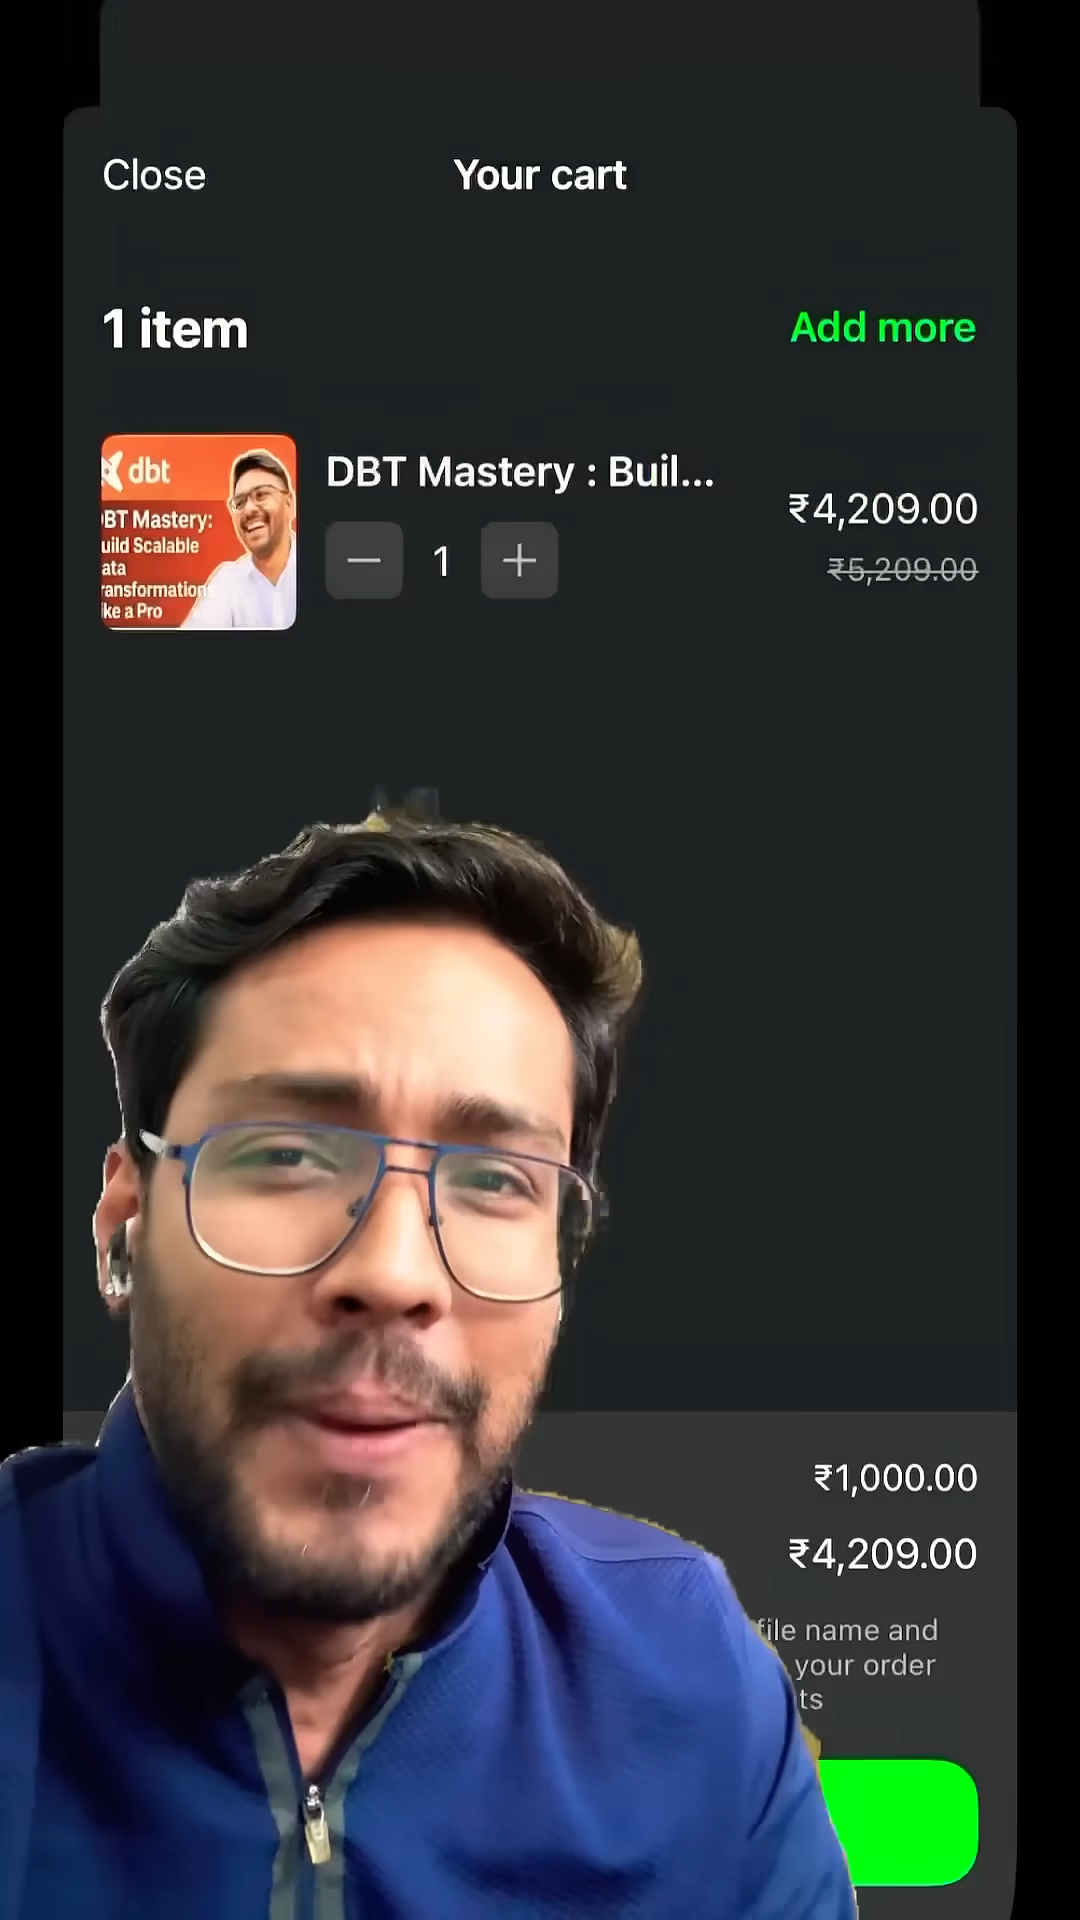 Close
Your cart
1 item
Add more
DBT Mastery : Buil...
1
₹4,209.00
₹5,209.00
dbt
BT Mastery:
uild Scalable
ata
ransformation
ke a Pro
₹1,000.00
₹4,209.00
file name and
your order
ts